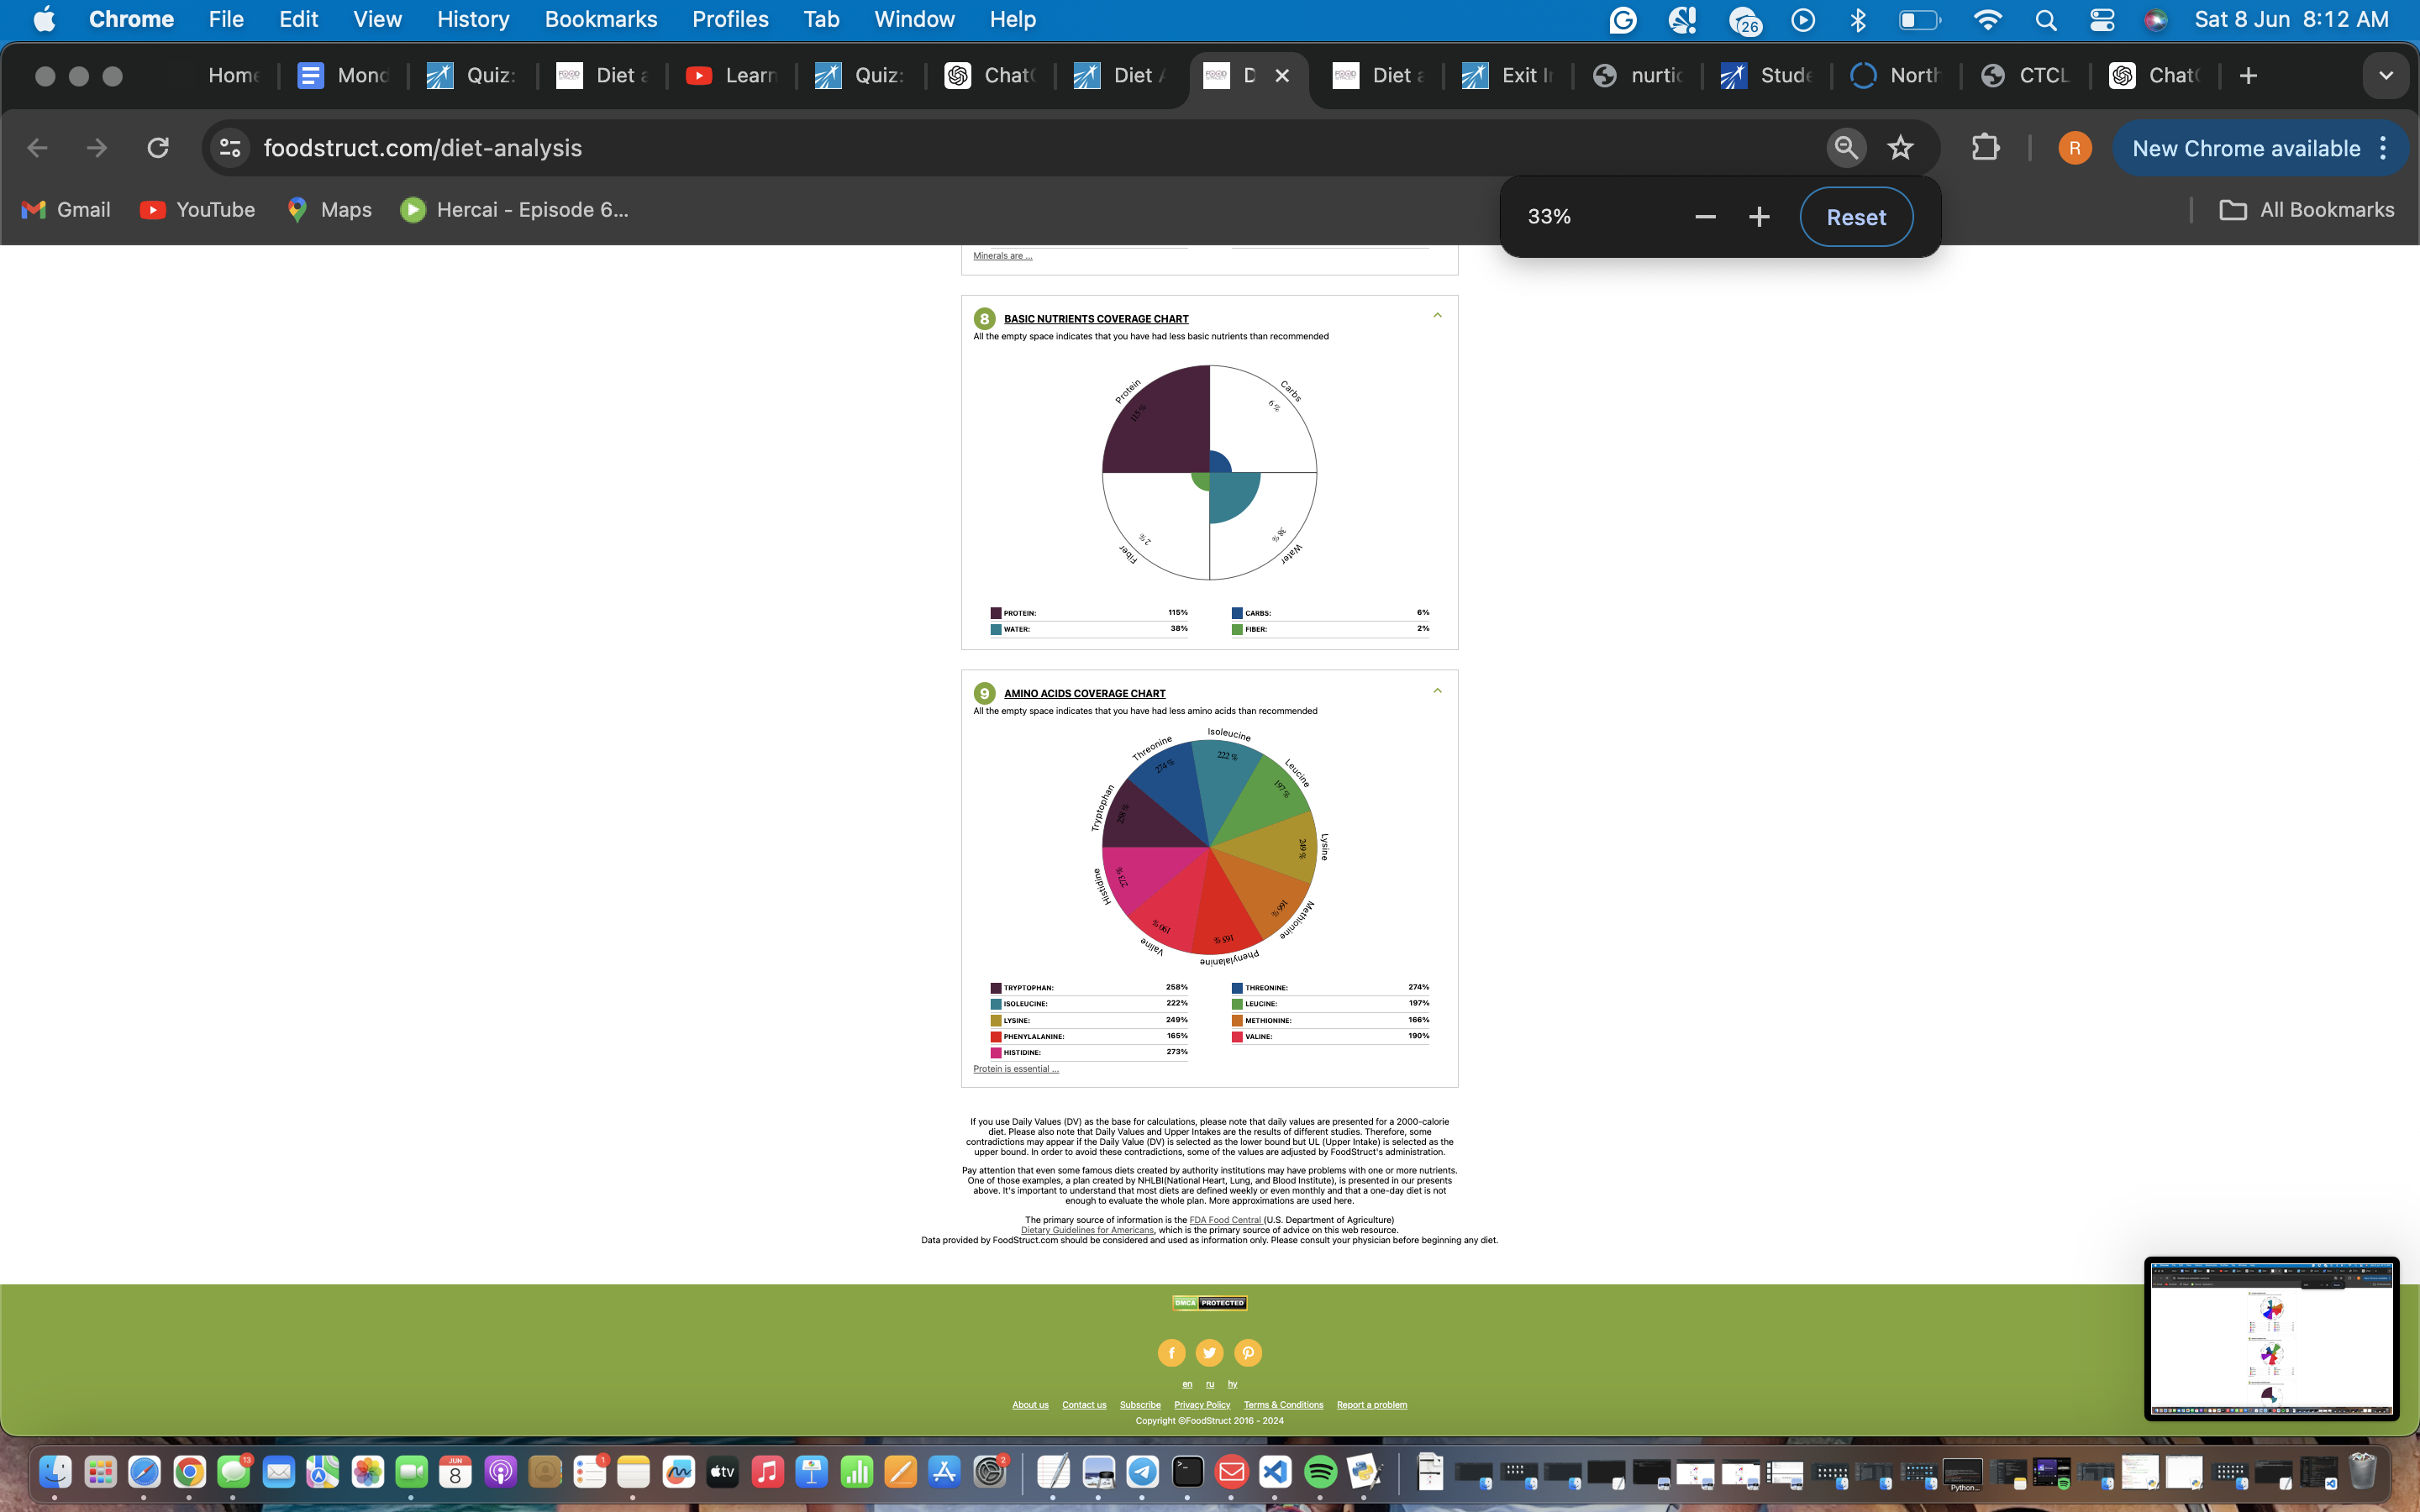 Chrome File Edit View History Bookmarks Profiles Tab Window Help 26 Sat 8 Jun 8:12 AM
Home Mond Quiz: Diet a Learn Quiz: Chat Diet A D Diet a Exit In nurtic Stude North CTCL Chat
foodstruct.com/diet-analysis R New Chrome available
Gmail YouTube Maps Hercai - Episode 6... All Bookmarks
33% Reset
Minerals are ...
8 BASIC NUTRIENTS COVERAGE CHART
All the empty space indicates that you have had less basic nutrients than recommended
Protein Carbs
115 % 6 %
2 % 38 %
Fiber Water
PROTEIN: 115% CARBS: 6%
WATER: 38% FIBER: 2%
9 AMINO ACIDS COVERAGE CHART
All the empty space indicates that you have had less amino acids than recommended
Isoleucine
Threonine
222 %
274 %
Leucine
197 %
Tryptophan
258 %
Lysine
249 %
Histidine
273 %
Methionine
166 %
Valine
190 %
165 %
Phenylalanine
TRYPTOPHAN: 258% THREONINE: 274%
ISOLEUCINE: 222% LEUCINE: 197%
LYSINE: 249% METHIONINE: 166%
PHENYLALANINE: 165% VALINE: 190%
HISTIDINE: 273%
Protein is essential ...
If you use Daily Values (DV) as the base for calculations, please note that daily values are presented for a 2000-calorie
diet. Please also note that Daily Values and Upper Intakes are the results of different studies. Therefore, some
contradictions may appear if the Daily Value (DV) is selected as the lower bound but UL (Upper Intake) is selected as the
upper bound. In order to avoid these contradictions, some of the values are adjusted by FoodStruct's administration.
Pay attention that even some famous diets created by authority institutions may have problems with one or more nutrients.
One of those examples, a plan created by NHLBI(National Heart, Lung, and Blood Institute), is presented in our presents
above. It's important to understand that most diets are defined weekly or even monthly and that a one-day diet is not
enough to evaluate the whole plan. More approximations are used here.
The primary source of information is the FDA Food Central (U.S. Department of Agriculture)
Dietary Guidelines for Americans, which is the primary source of advice on this web resource.
Data provided by FoodStruct.com should be considered and used as information only. Please consult your physician before beginning any diet.
DMCA PROTECTED
en ru hy
About us Contact us Subscribe Privacy Policy Terms & Conditions Report a problem
Copyright ©FoodStruct 2016 - 2024
13 JUN 8 1 tv 2 Python...